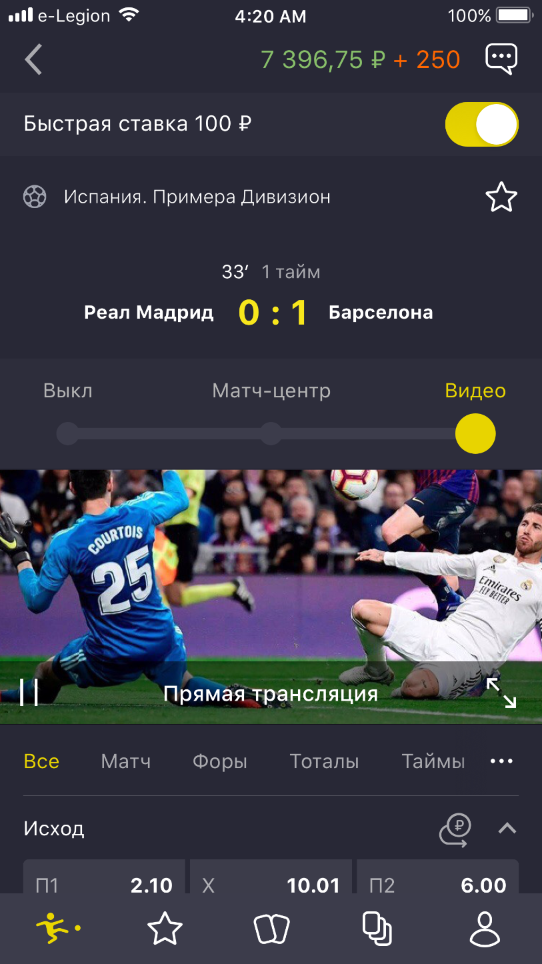 e-Legion 4:20 AM 100%
7 396,75 ₽ + 250
Быстрая ставка 100 ₽
Испания. Примера Дивизион
33’ 1 тайм
Реал Мадрид 0 : 1 Барселона
Выкл Матч-центр Видео
COURTOIS
25
Emirates
FLY BETTER
Прямая трансляция
Все Матч Форы Тоталы Таймы ...
Исход ₽
П1 2.10 X 10.01 П2 6.00